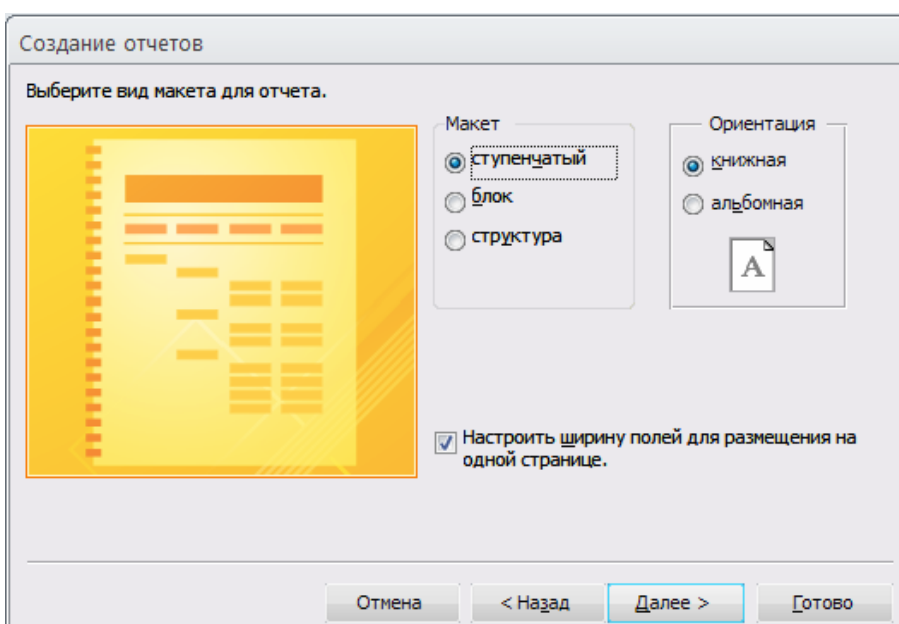 Создание отчетов
Выберите вид макета для отчета.
Макет
ступенчатый
блок
структура
Ориентация
книжная
альбомная
A
Настроить ширину полей для размещения на
одной странице.
Отмена
< Назад
Далее >
Готово